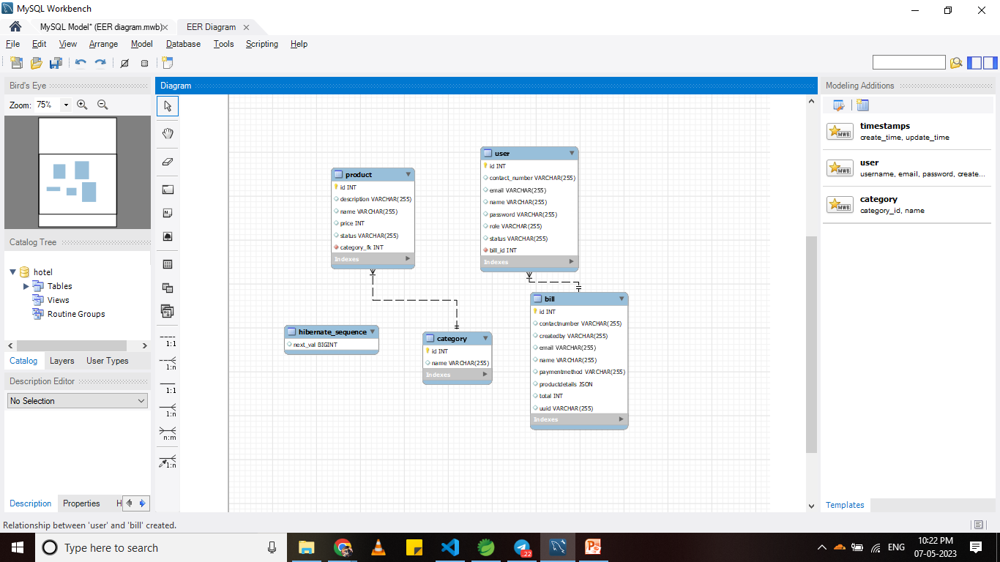 MySQL Workbench
MySQL Model* (EER diagram.mwb)
EER Diagram
File Edit View Arrange Model Database Tools Scripting Help
Bird's Eye
Zoom: 75%
Catalog Tree
hotel
Tables
Views
Routine Groups
Catalog Layers User Types
Description Editor
No Selection
Description Properties H
Diagram
1:1
1:n
1:1
1:n
n:m
1:n
product
id INT
description VARCHAR(255)
name VARCHAR(255)
price INT
status VARCHAR(255)
category_fk INT
Indexes
user
id INT
contact_number VARCHAR(255)
email VARCHAR(255)
name VARCHAR(255)
password VARCHAR(255)
role VARCHAR(255)
status VARCHAR(255)
bill_id INT
Indexes
hibernate_sequence
next_val BIGINT
category
id INT
name VARCHAR(255)
Indexes
bill
id INT
contactnumber VARCHAR(255)
createdby VARCHAR(255)
email VARCHAR(255)
name VARCHAR(255)
paymentmethod VARCHAR(255)
productdetails JSON
total INT
uuid VARCHAR(255)
Indexes
Modeling Additions
MWB
timestamps
create_time, update_time
MWB
user
username, email, password, create...
MWB
category
category_id, name
Templates
Relationship between 'user' and 'bill' created.
Type here to search
22
ENG
10:22 PM
07-05-2023